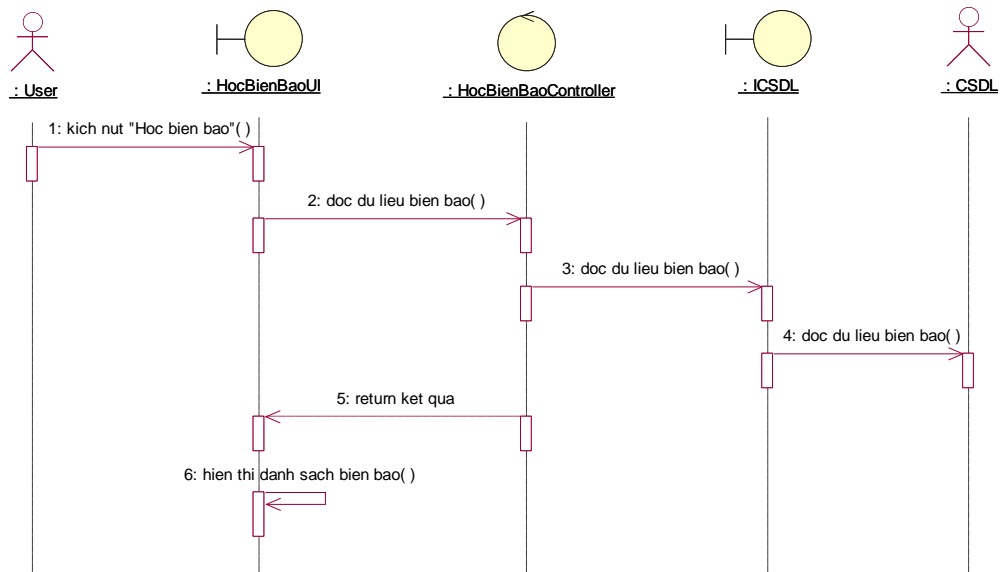 : User
: HocBienBaoUI
: HocBienBaoController
: ICSDL
: CSDL
1: kich nut "Hoc bien bao"( )
2: doc du lieu bien bao( )
3: doc du lieu bien bao( )
4: doc du lieu bien bao( )
5: return ket qua
6: hien thi danh sach bien bao( )